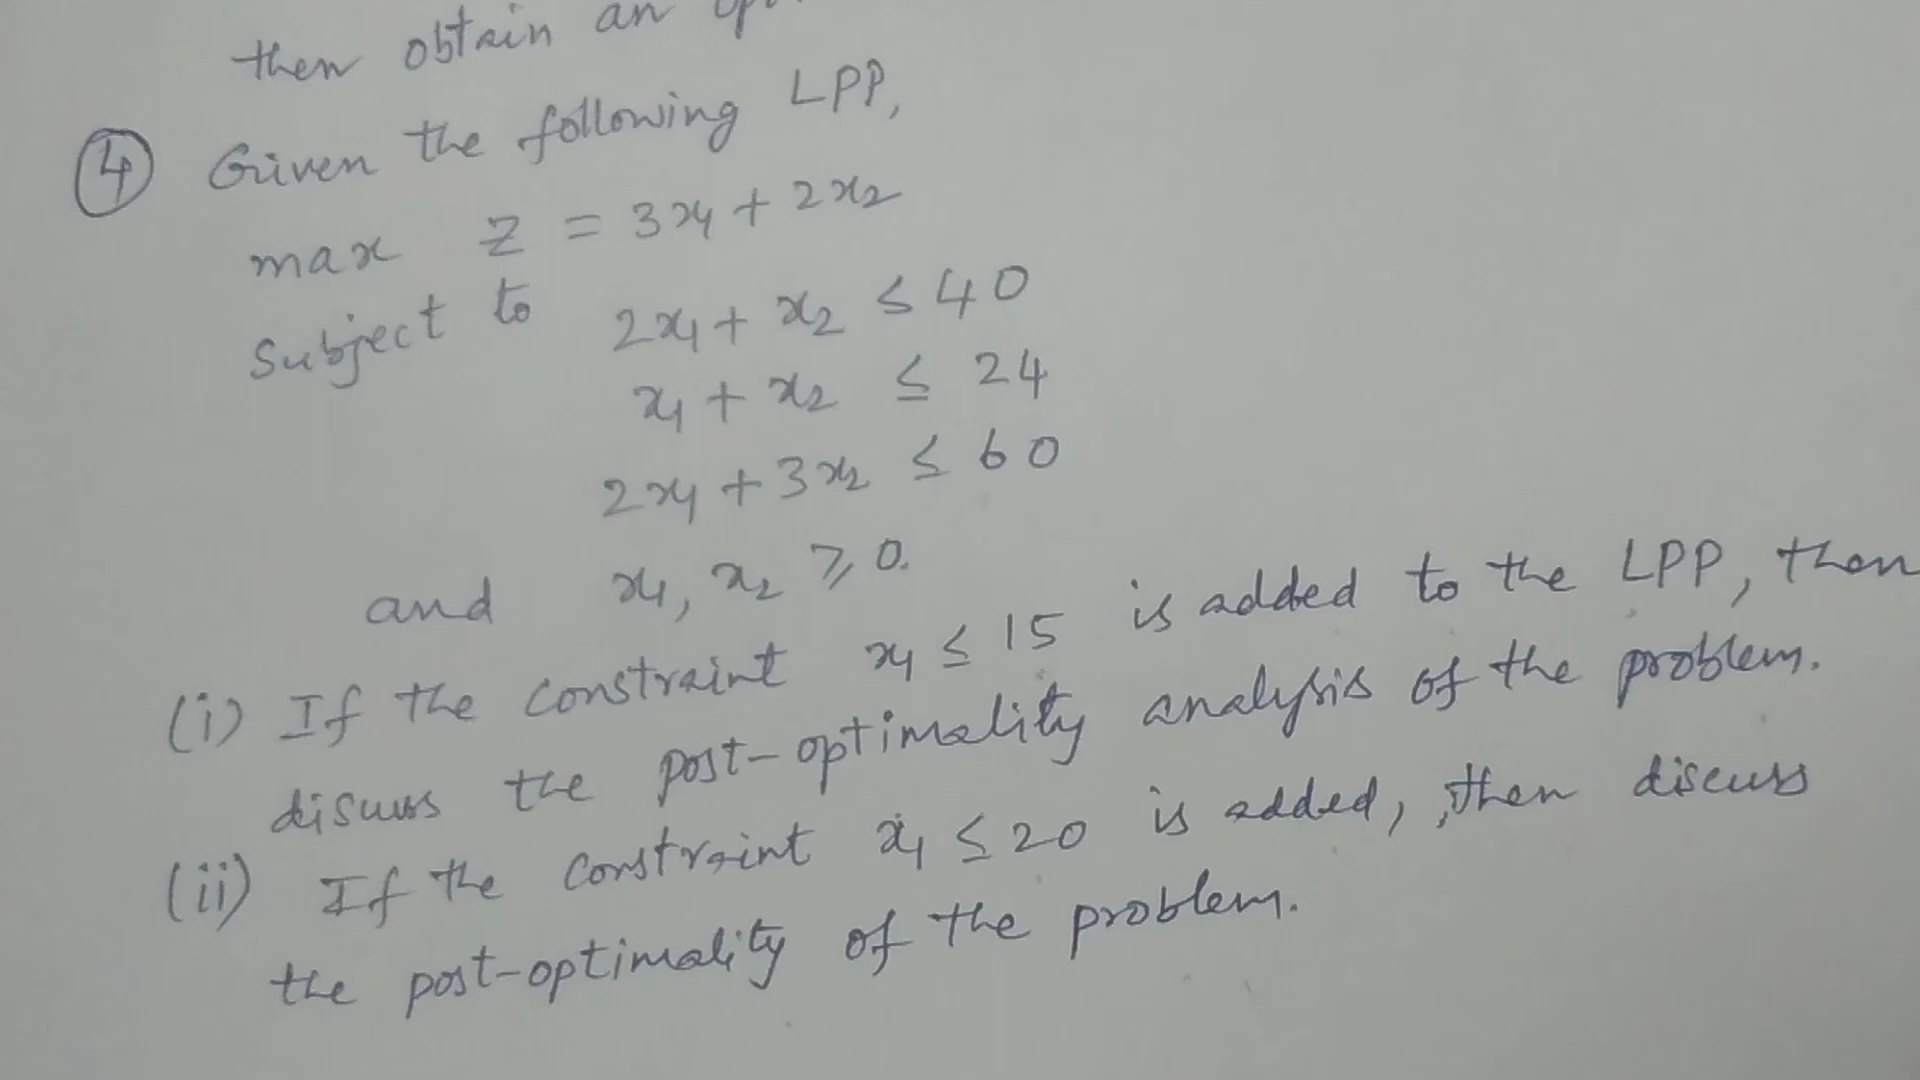 then obtain an
④ Given the following LPP,
max Z = 3x₁ + 2x₂
Subject to 2x₁ + x₂ ≤ 40
x₁ + x₂ ≤ 24
2x₁ + 3x₂ ≤ 60
and x₁, x₂ ≥ 0.
(i) If the constraint x₁ ≤ 15 is added to the LPP, then
discuss the post-optimality analysis of the problem.
(ii) If the constraint x₁ ≤ 20 is added, then discuss
the post-optimality of the problem.